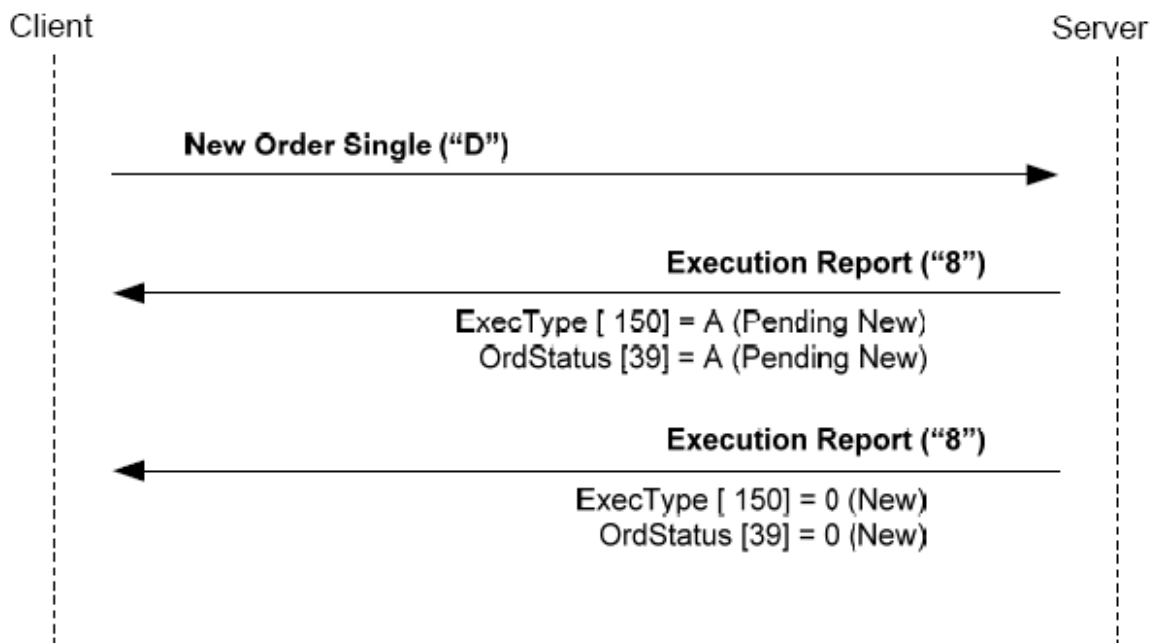 Client
Server
New Order Single (“D”)
Execution Report (“8”)
ExecType [ 150] = A (Pending New)
OrdStatus [39] = A (Pending New)
Execution Report (“8”)
ExecType [ 150] = 0 (New)
OrdStatus [39] = 0 (New)